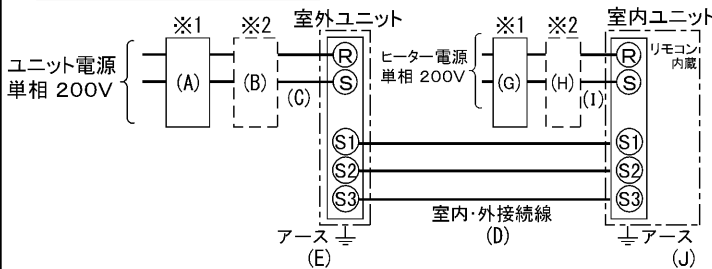 ※1 ※2 室外ユニット ※1 ※2 室内ユニット
ユニット電源
単相 200V
(A) (B) (C)
R
S
ヒーター電源
単相 200V
(G) (H) (I)
R
S
リモコン
内蔵
S1 S1
S2 S2
S3 S3
室内・外接続線
(D)
アース
(E)
アース
(J)